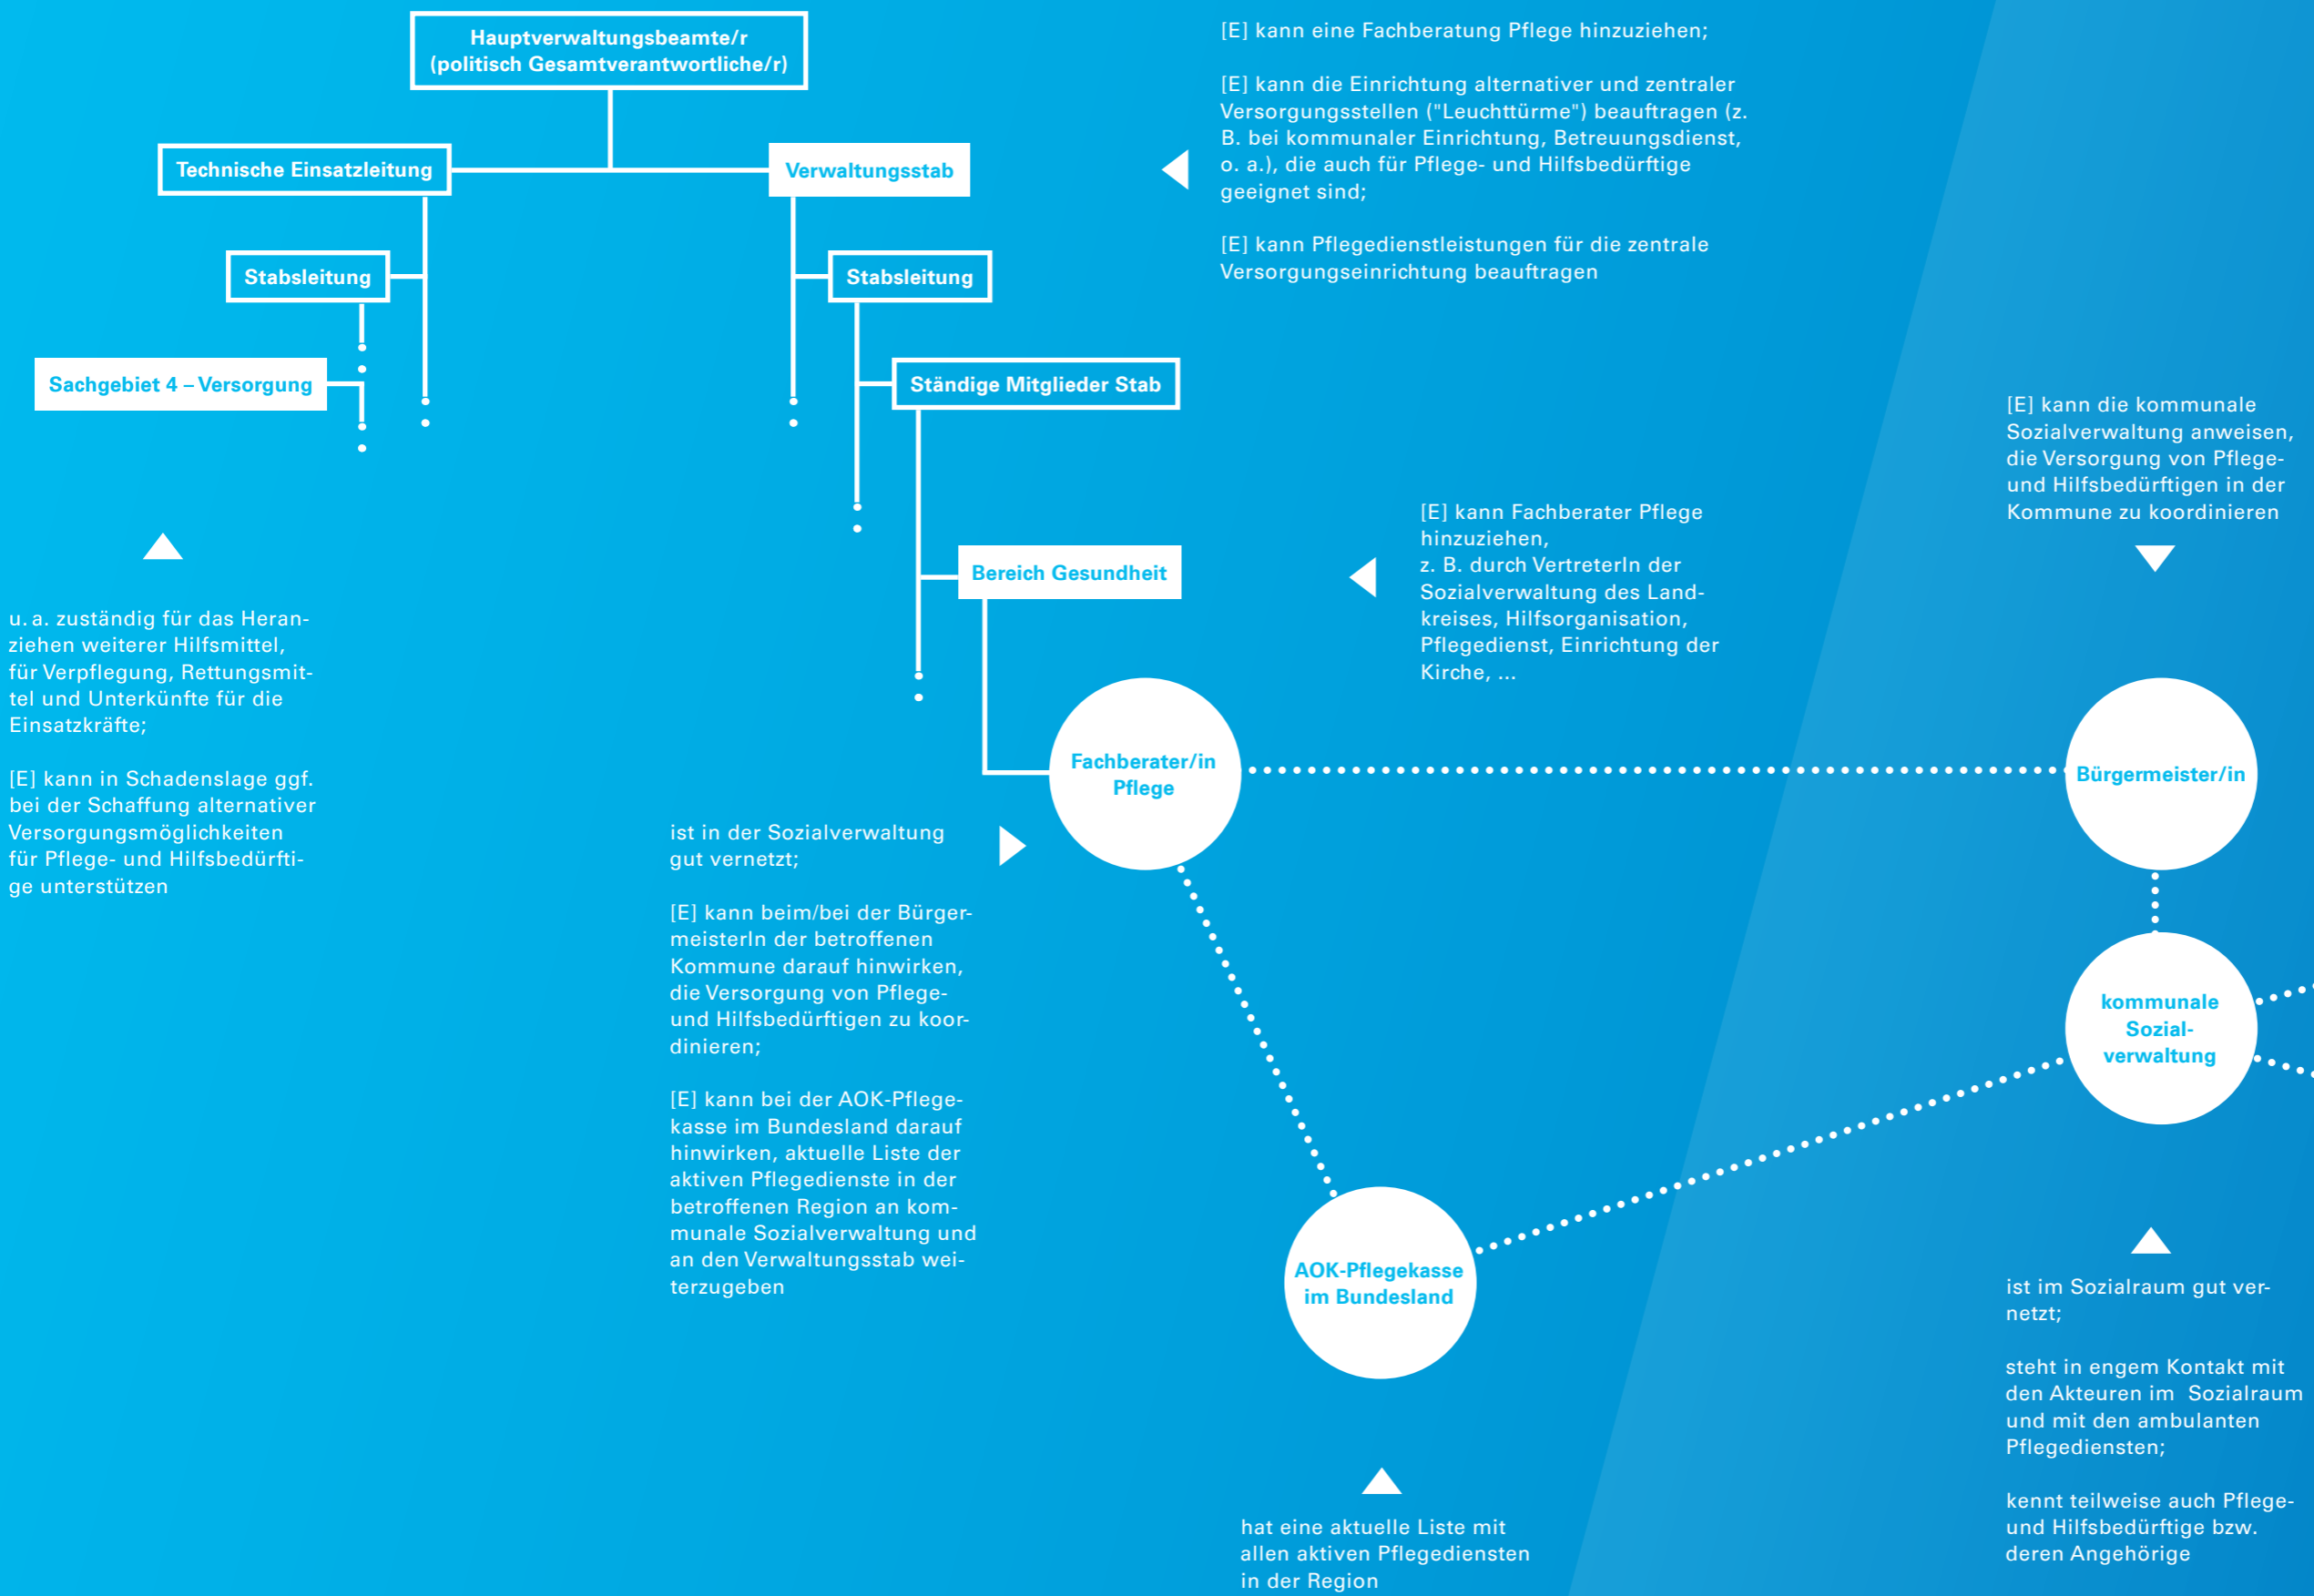 Hauptverwaltungsbeamte/r
(politisch Gesamtverantwortliche/r)
Technische Einsatzleitung
Verwaltungsstab
[E] kann eine Fachberatung Pflege hinzuziehen;
[E] kann die Einrichtung alternativer und zentraler
Versorgungsstellen ("Leuchttürme") beauftragen (z.
B. bei kommunaler Einrichtung, Betreuungsdienst,
o. a.), die auch für Pflege- und Hilfsbedürftige
geeignet sind;
[E] kann Pflegedienstleistungen für die zentrale
Versorgungseinrichtung beauftragen
Stabsleitung
Stabsleitung
Sachgebiet 4 – Versorgung
Ständige Mitglieder Stab
u. a. zuständig für das Heran-
ziehen weiterer Hilfsmittel,
für Verpflegung, Rettungsmit-
tel und Unterkünfte für die
Einsatzkräfte;
[E] kann in Schadenslage ggf.
bei der Schaffung alternativer
Versorgungsmöglichkeiten
für Pflege- und Hilfsbedürfti-
ge unterstützen
Bereich Gesundheit
[E] kann Fachberater Pflege
hinzuziehen,
z. B. durch VertreterIn der
Sozialverwaltung des Land-
kreises, Hilfsorganisation,
Pflegedienst, Einrichtung der
Kirche, ...
[E] kann die kommunale
Sozialverwaltung anweisen,
die Versorgung von Pflege-
und Hilfsbedürftigen in der
Kommune zu koordinieren
Fachberater/in
Pflege
Bürgermeister/in
ist in der Sozialverwaltung
gut vernetzt;
[E] kann beim/bei der Bürger-
meisterIn der betroffenen
Kommune darauf hinwirken,
die Versorgung von Pflege-
und Hilfsbedürftigen zu koor-
dinieren;
[E] kann bei der AOK-Pflege-
kasse im Bundesland darauf
hinwirken, aktuelle Liste der
aktiven Pflegedienste in der
betroffenen Region an kom-
munale Sozialverwaltung und
an den Verwaltungsstab wei-
terzugeben
kommunale
Sozial-
verwaltung
AOK-Pflegekasse
im Bundesland
hat eine aktuelle Liste mit
allen aktiven Pflegediensten
in der Region
ist im Sozialraum gut ver-
netzt;
steht in engem Kontakt mit
den Akteuren im Sozialraum
und mit den ambulanten
Pflegediensten;
kennt teilweise auch Pflege-
und Hilfsbedürftige bzw.
deren Angehörige